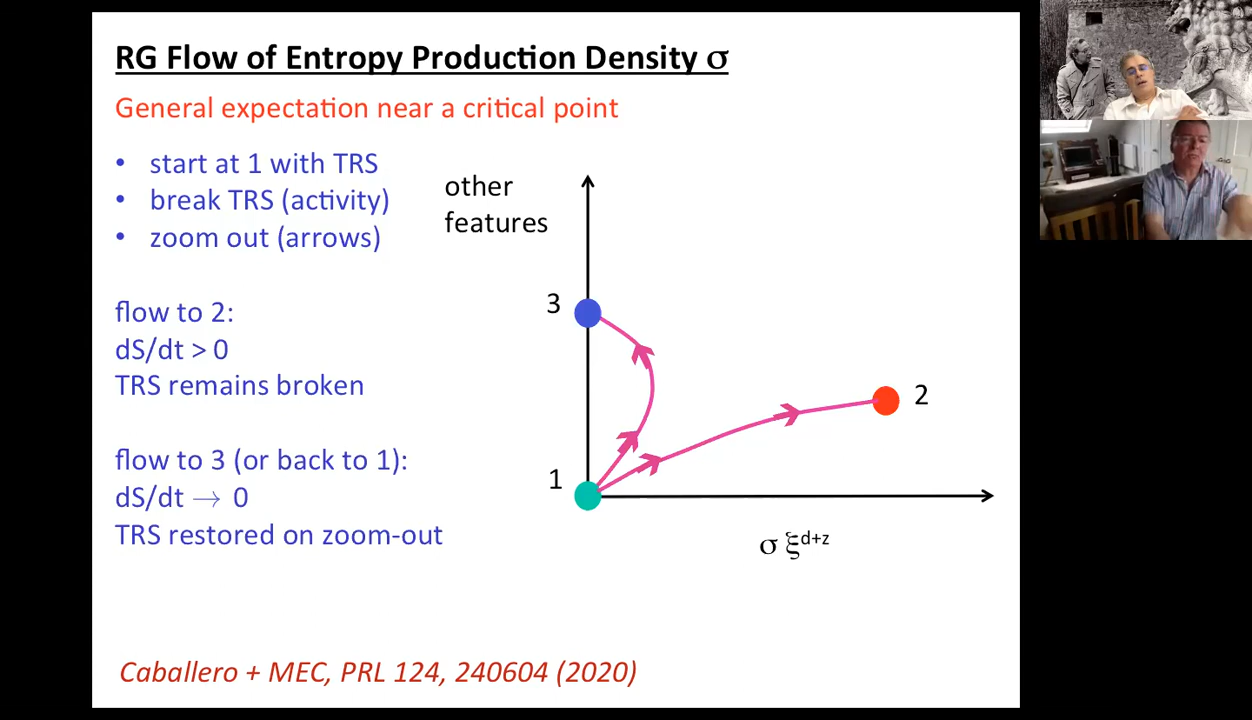 RG Flow of Entropy Production Density σ
General expectation near a critical point
• start at 1 with TRS
• break TRS (activity)
• zoom out (arrows)
flow to 2:
dS/dt > 0
TRS remains broken
flow to 3 (or back to 1):
dS/dt → 0
TRS restored on zoom-out
other
features
3
2
1
σ ξ^{d+z}
Caballero + MEC, PRL 124, 240604 (2020)